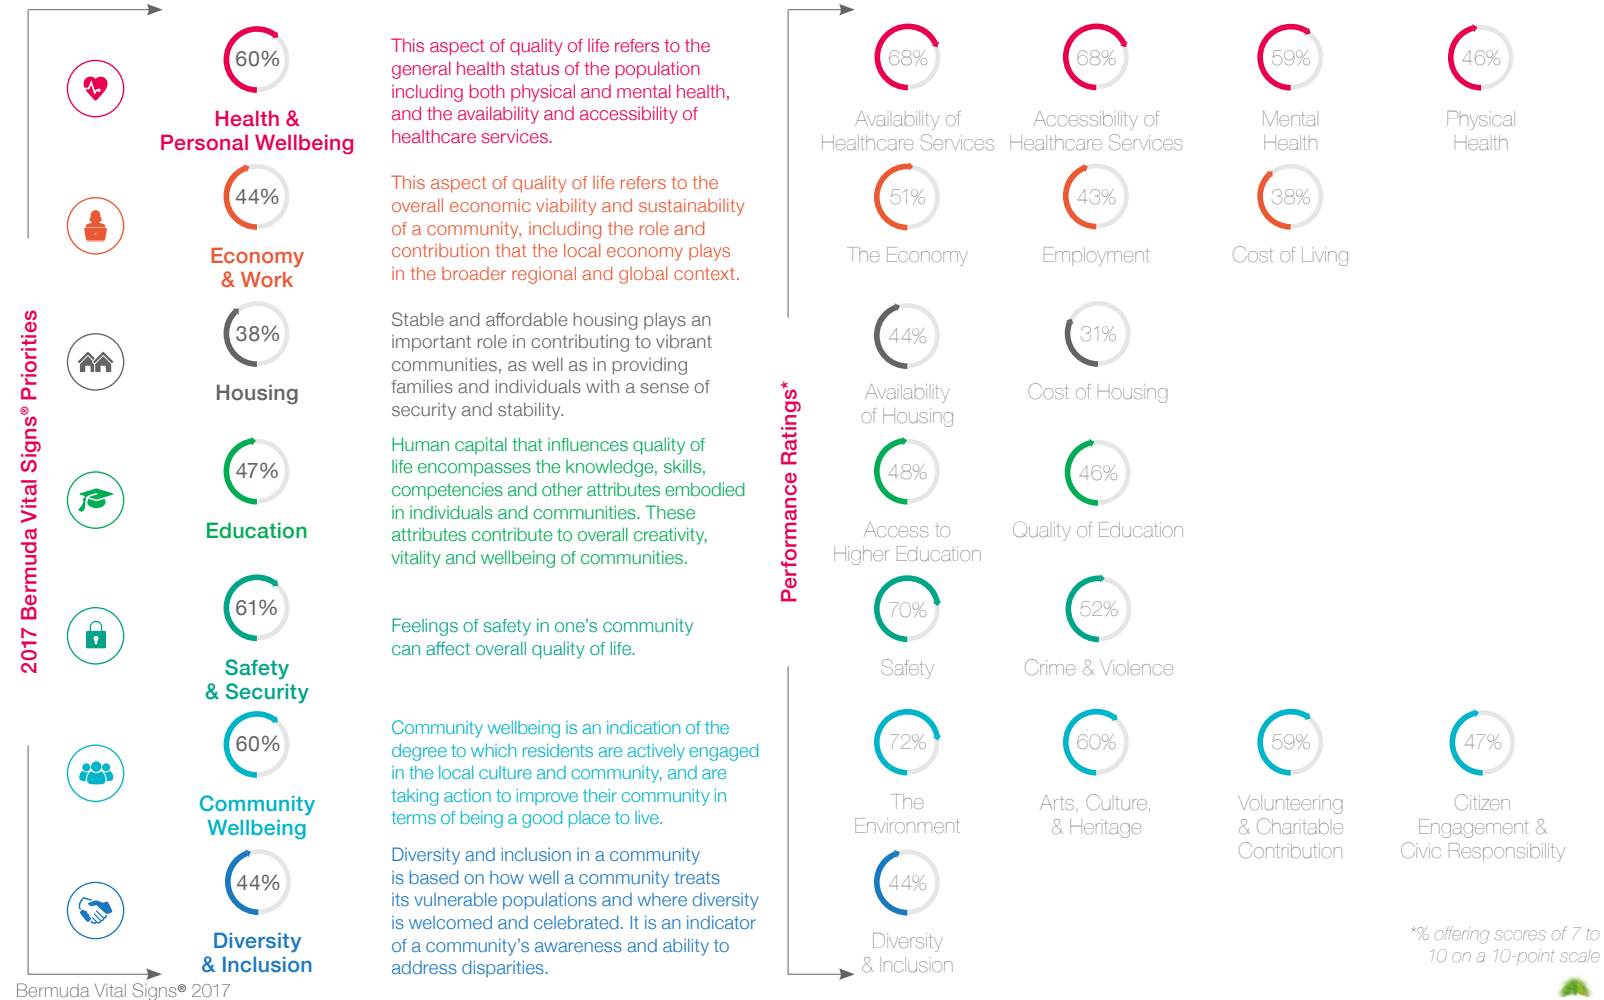 2017 Bermuda Vital Signs® Priorities
60%
Health &
Personal Wellbeing
This aspect of quality of life refers to the
general health status of the population
including both physical and mental health,
and the availability and accessibility of
healthcare services.
44%
Economy
& Work
This aspect of quality of life refers to the
overall economic viability and sustainability
of a community, including the role and
contribution that the local economy plays
in the broader regional and global context.
38%
Housing
Stable and affordable housing plays an
important role in contributing to vibrant
communities, as well as in providing
families and individuals with a sense of
security and stability.
47%
Education
Human capital that influences quality of
life encompasses the knowledge, skills,
competencies and other attributes embodied
in individuals and communities. These
attributes contribute to overall creativity,
vitality and wellbeing of communities.
61%
Safety
& Security
Feelings of safety in one’s community
can affect overall quality of life.
60%
Community
Wellbeing
Community wellbeing is an indication of the
degree to which residents are actively engaged
in the local culture and community, and are
taking action to improve their community in
terms of being a good place to live.
44%
Diversity
& Inclusion
Diversity and inclusion in a community
is based on how well a community treats
its vulnerable populations and where diversity
is welcomed and celebrated. It is an indicator
of a community’s awareness and ability to
address disparities.
Performance Ratings*
68%
Availability of
Healthcare Services
68%
Accessibility of
Healthcare Services
59%
Mental
Health
46%
Physical
Health
51%
The Economy
43%
Employment
38%
Cost of Living
44%
Availability
of Housing
31%
Cost of Housing
48%
Access to
Higher Education
46%
Quality of Education
70%
Safety
52%
Crime & Violence
72%
The
Environment
60%
Arts, Culture,
& Heritage
59%
Volunteering
& Charitable
Contribution
47%
Citizen
Engagement &
Civic Responsibility
44%
Diversity
& Inclusion
*% offering scores of 7 to
10 on a 10-point scale
Bermuda Vital Signs® 2017